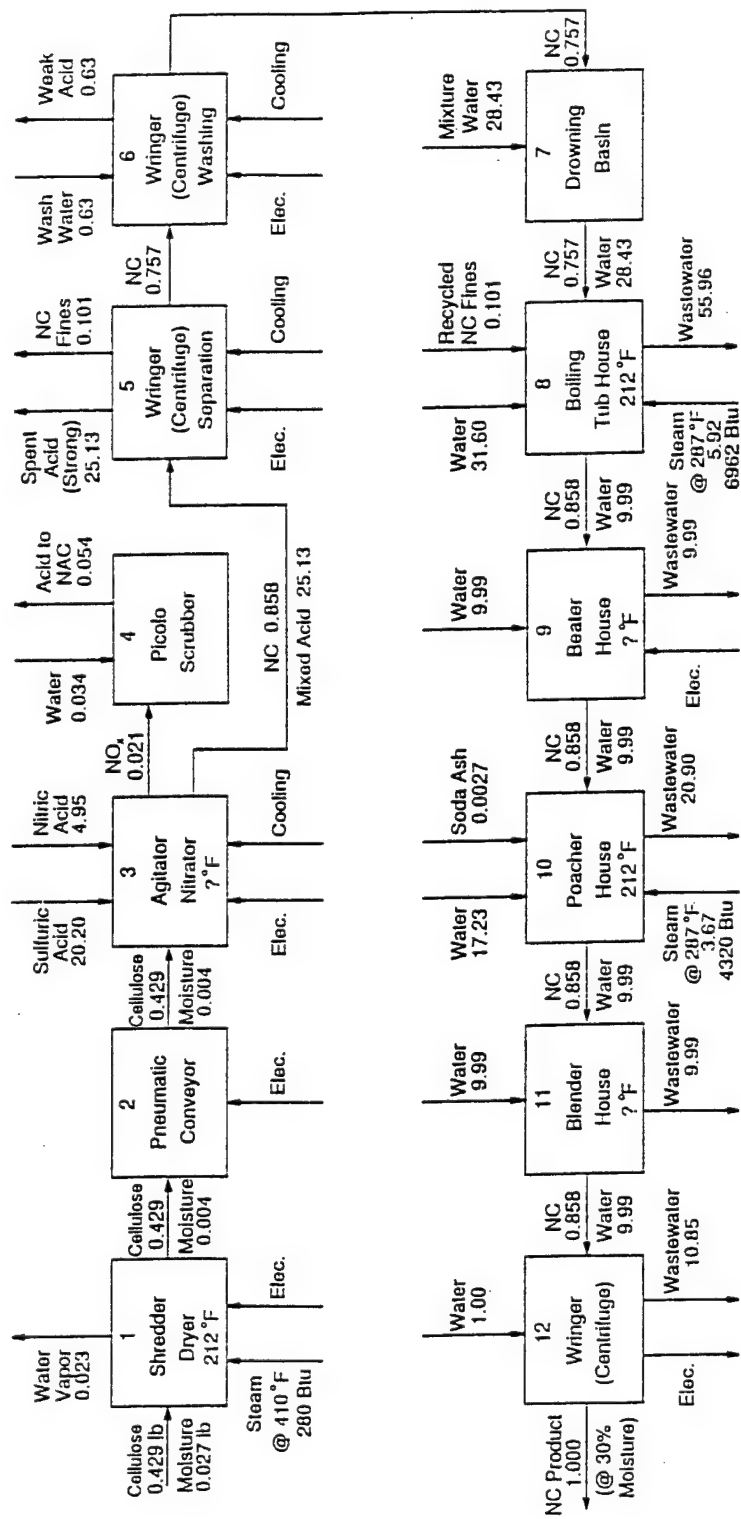 Cellulose
0.429 lb
Moisture
0.027 lb
Water
Vapor
0.023
1
Shredder
Dryer
212 °F
Steam
@ 410 °F
280 Btu
Elec.
Cellulose
0.429
Moisture
0.004
2
Pneumatic
Conveyor
Elec.
Cellulose
0.429
Moisture
0.004
Sulfuric
Acid
20.20
Nitric
Acid
4.95
3
Agitator
Nitrator
? °F
Elec.
Cooling
NOx
0.021
Water
0.034
Acid to
NAC
0.054
4
Picolo
Scrubber
NC 0.858
Mixed Acid 25.13
Spent
Acid
(Strong)
25.13
NC
Fines
0.101
5
Wringer
(Centrifuge)
Separation
Elec.
Cooling
NC
0.757
Wash
Water
0.63
Weak
Acid
0.63
6
Wringer
(Centrifuge)
Washing
Elec.
Cooling
NC
0.757
Mixture
Water
28.43
7
Drowning
Basin
NC
0.757
Water
28.43
Water
31.60
Recycled
NC Fines
0.101
8
Boiling
Tub House
212 °F
Steam
@ 287 °F
5.92
6962 Btu
Wastewater
55.96
NC
0.858
Water
9.99
Water
9.99
9
Beater
House
? °F
Elec.
Wastewater
9.99
NC
0.858
Water
9.99
Water
17.23
Soda Ash
0.0027
10
Poacher
House
212 °F
Steam
@ 287 °F
3.67
4320 Btu
Wastewater
20.90
NC
0.858
Water
9.99
Water
9.99
11
Blender
House
? °F
Wastewater
9.99
NC
0.858
Water
9.99
Water
1.00
12
Wringer
(Centrifuge)
Elec.
Wastewater
10.85
NC Product
1.000
(@ 30%
Moisture)